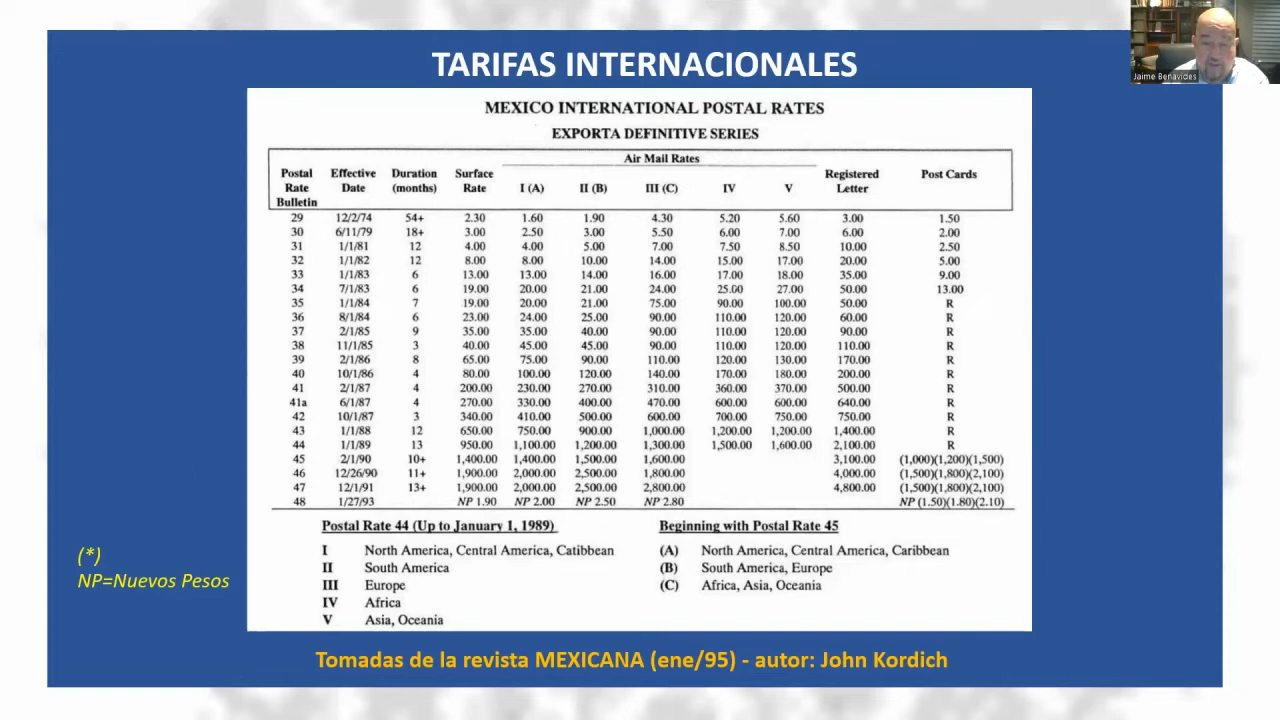 TARIFAS INTERNACIONALES
Jaime Benavides
MEXICO INTERNATIONAL POSTAL RATES
EXPORTA DEFINITIVE SERIES
Air Mail Rates
Postal Rate Bulletin Effective Date Duration (months) Surface Rate I (A) II (B) III (C) IV V Registered Letter Post Cards
29 12/2/74 54+ 2.30 1.60 1.90 4.30 5.20 5.60 3.00 1.50
30 6/11/79 18+ 3.00 2.50 3.00 5.50 6.00 7.00 6.00 2.00
31 1/1/81 12 4.00 4.00 5.00 7.00 7.50 8.50 10.00 2.50
32 1/1/82 12 8.00 8.00 10.00 14.00 15.00 17.00 20.00 5.00
33 1/1/83 6 13.00 13.00 14.00 16.00 17.00 18.00 35.00 9.00
34 7/1/83 6 19.00 20.00 21.00 24.00 25.00 27.00 50.00 13.00
35 1/1/84 7 19.00 20.00 21.00 75.00 90.00 100.00 50.00 R
36 8/1/84 6 23.00 24.00 25.00 90.00 110.00 120.00 60.00 R
37 2/1/85 9 35.00 35.00 40.00 90.00 110.00 120.00 90.00 R
38 11/1/85 3 40.00 45.00 45.00 90.00 110.00 120.00 110.00 R
39 2/1/86 8 65.00 75.00 90.00 110.00 120.00 130.00 170.00 R
40 10/1/86 4 80.00 100.00 120.00 140.00 170.00 180.00 200.00 R
41 2/1/87 4 200.00 230.00 270.00 310.00 360.00 370.00 500.00 R
41a 6/1/87 4 270.00 330.00 400.00 470.00 600.00 600.00 640.00 R
42 10/1/87 3 340.00 410.00 500.00 600.00 700.00 750.00 750.00 R
43 1/1/88 12 650.00 750.00 900.00 1,000.00 1,200.00 1,200.00 1,400.00 R
44 1/1/89 13 950.00 1,100.00 1,200.00 1,300.00 1,500.00 1,600.00 2,100.00 R
45 2/1/90 10+ 1,400.00 1,400.00 1,500.00 1,600.00 3,100.00 (1,000)(1,200)(1,500)
46 12/26/90 11+ 1,900.00 2,000.00 2,500.00 1,800.00 4,000.00 (1,500)(1,800)(2,100)
47 12/1/91 13+ 1,900.00 2,000.00 2,500.00 2,800.00 4,800.00 (1,500)(1,800)(2,100)
48 1/27/93 NP 1.90 NP 2.00 NP 2.50 NP 2.80 NP (1.50)(1.80)(2.10)
Postal Rate 44 (Up to January 1, 1989)
I North America, Central America, Catibbean
II South America
III Europe
IV Africa
V Asia, Oceania
Beginning with Postal Rate 45
(A) North America, Central America, Caribbean
(B) South America, Europe
(C) Africa, Asia, Oceania
(*)
NP=Nuevos Pesos
Tomadas de la revista MEXICANA (ene/95) - autor: John Kordich